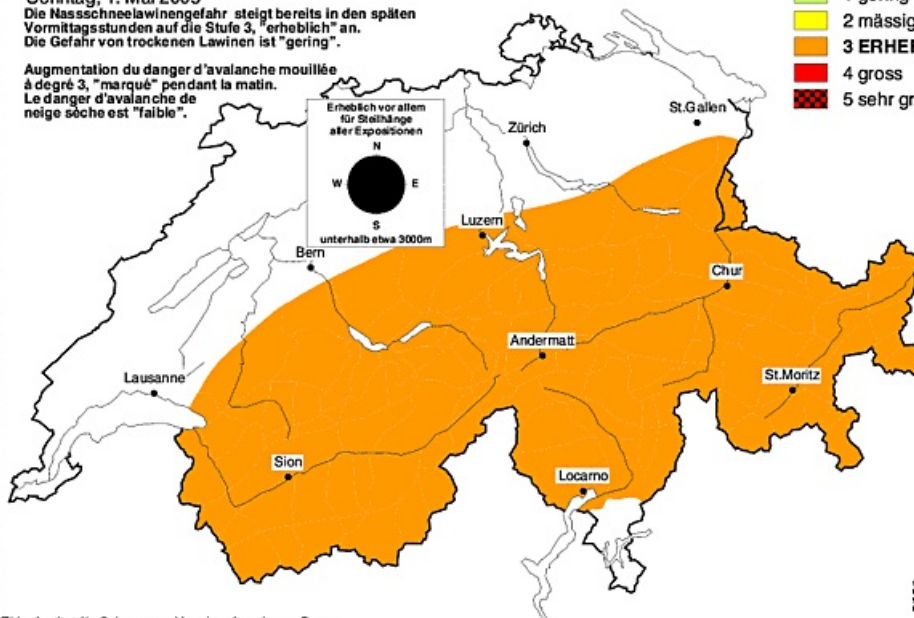 Die Nassschneelawinengefahr steigt bereits in den späten
Vormittagsstunden auf die Stufe 3, "erheblich" an.
Die Gefahr von trockenen Lawinen ist "gering".
Augmentation du danger d'avalanche mouillée
à degré 3, "marqué" pendant la matin.
Le danger d'avalanche de
neige sèche est "faible".
2 mässig
3 ERHE
4 gross
5 sehr gr
Erheblich vor allem
für Steilhänge
aller Expositionen
N
W E
S
unterhalb etwa 3000m
St.Gallen
Zürich
Luzern
Bern
Chur
Andermatt
St.Moritz
Lausanne
Sion
Locarno